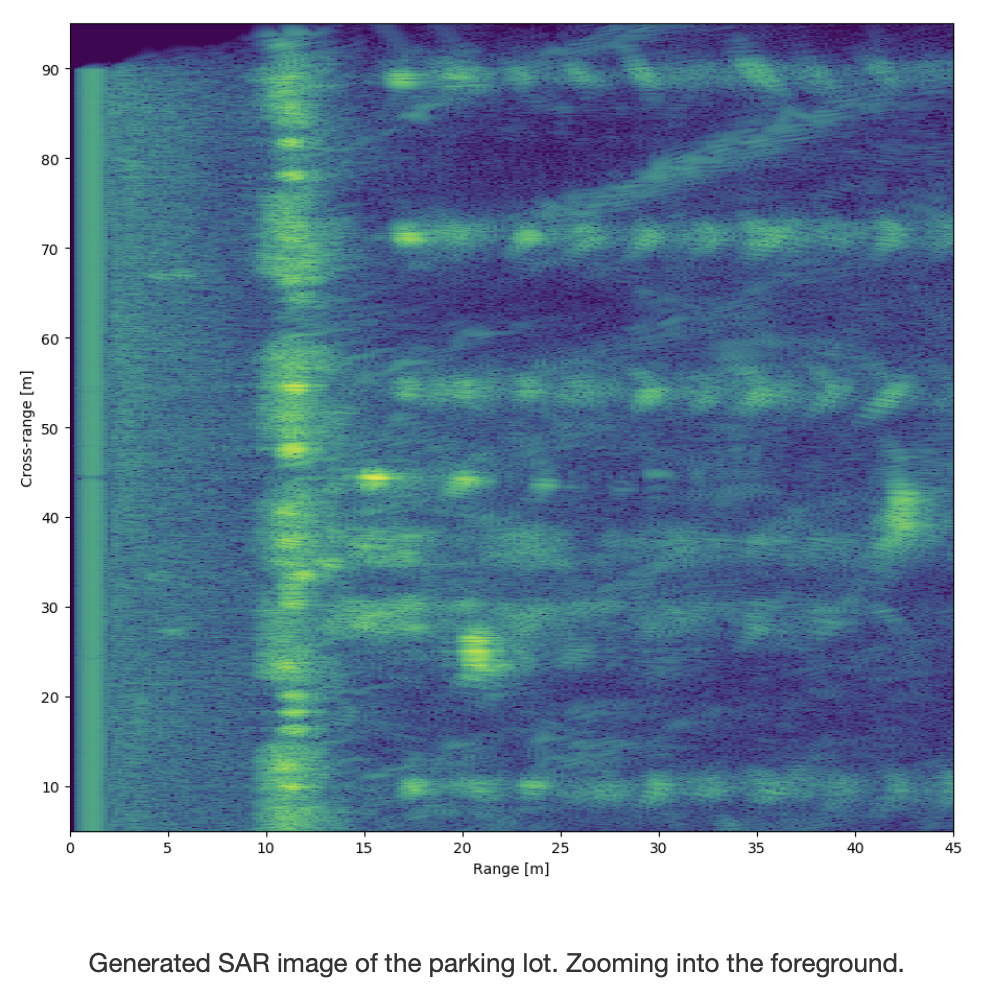 90
80
70
60
50
40
30
20
10
Cross-range [m]
0 5 10 15 20 25 30 35 40 45
Range [m]
Generated SAR image of the parking lot. Zooming into the foreground.